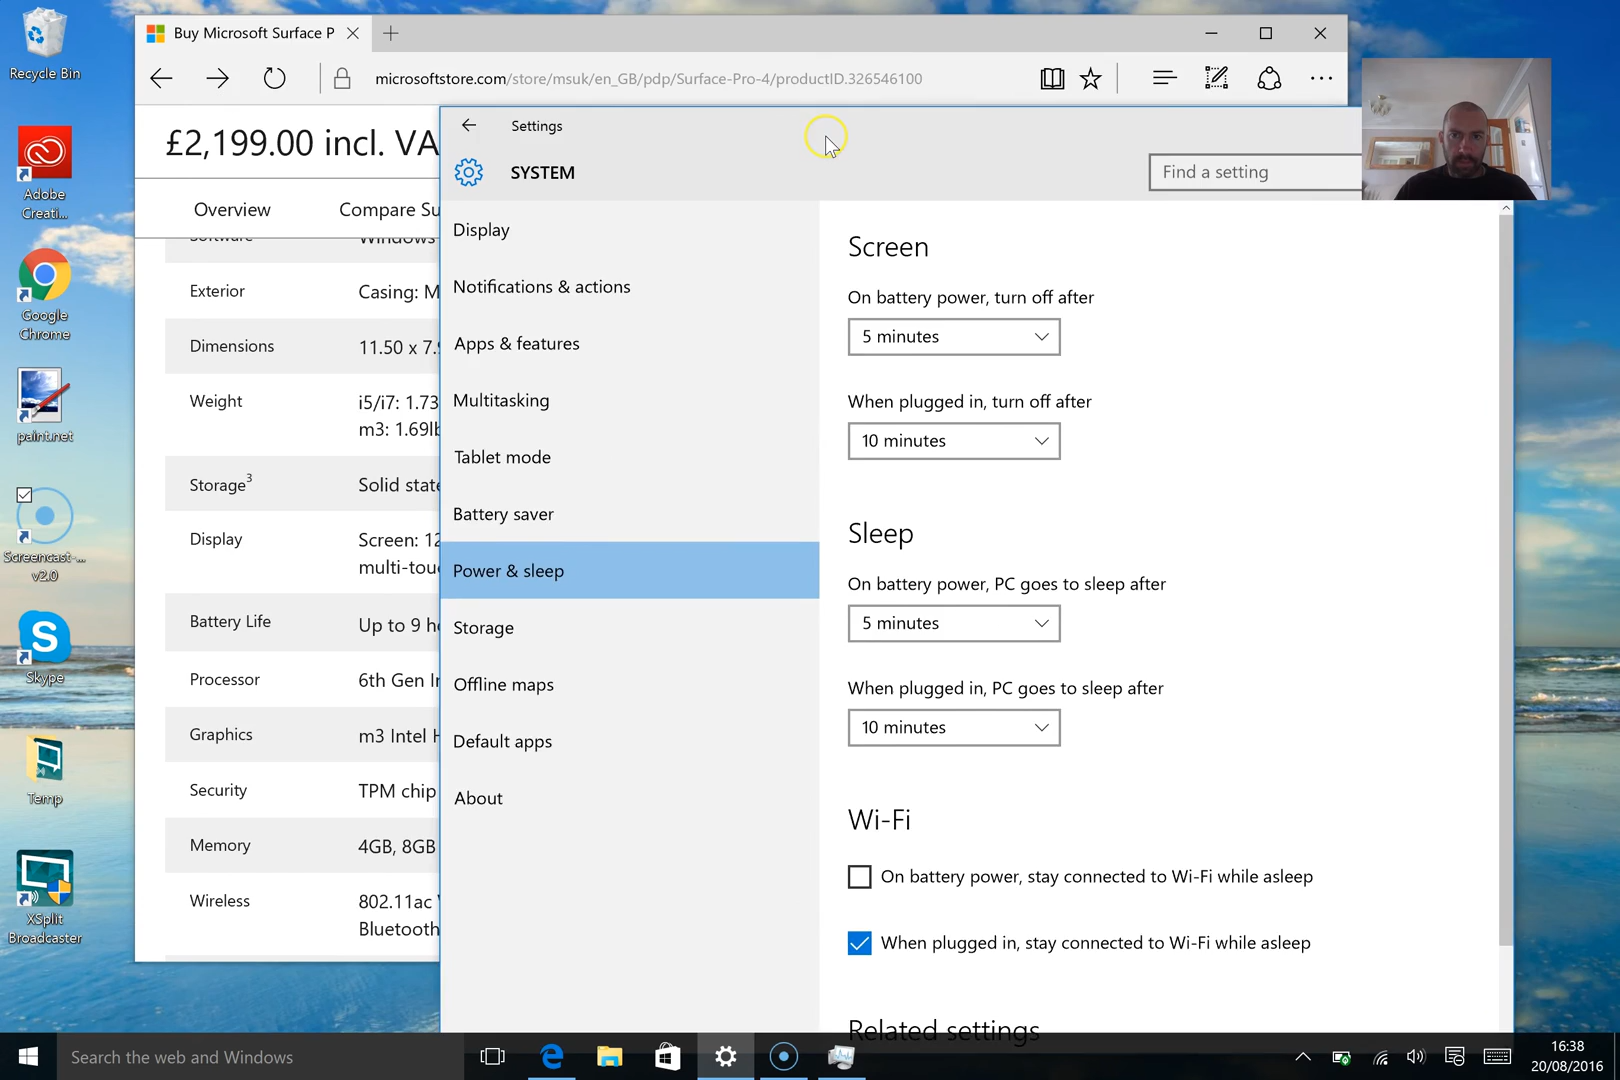 Recycle Bin
Adobe
Creati...
Google
Chrome
paint.net
Screencast-...
v2.0
Skype
Temp
XSplit
Broadcaster
Buy Microsoft Surface P
microsoftstore.com/store/msuk/en_GB/pdp/Surface-Pro-4/productID.326546100
£2,199.00 incl. VA
Overview
Compare Su
Software
Windows
Exterior
Casing: M
Dimensions
11.50 x 7.9
Weight
i5/i7: 1.73
m3: 1.69lb
Storage3
Solid state
Display
Screen: 12
multi-tou
Battery Life
Up to 9 h
Processor
6th Gen I
Graphics
m3 Intel H
Security
TPM chip
Memory
4GB, 8GB
Wireless
802.11ac
Bluetooth
Settings
SYSTEM
Find a setting
Display
Notifications & actions
Apps & features
Multitasking
Tablet mode
Battery saver
Power & sleep
Storage
Offline maps
Default apps
About
Screen
On battery power, turn off after
5 minutes
When plugged in, turn off after
10 minutes
Sleep
On battery power, PC goes to sleep after
5 minutes
When plugged in, PC goes to sleep after
10 minutes
Wi-Fi
On battery power, stay connected to Wi-Fi while asleep
When plugged in, stay connected to Wi-Fi while asleep
Related settings
Search the web and Windows
16:38
20/08/2016